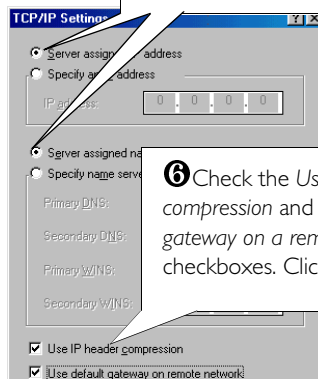 TCP/IP Settings
Server assigned address
Specify an address
IP address: 0 . 0 . 0 . 0
Server assigned na
Specify name serve
Primary DNS:
Secondary DNS:
Primary WINS:
Secondary WINS:
❻ Check the Us
compression and
gateway on a rem
checkboxes. Clic
Use IP header compression
Use default gateway on remote network